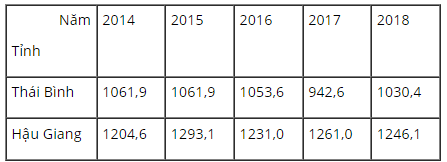 Năm 2014 2015 2016 2017 2018
Tỉnh
Thái Bình 1061,9 1061,9 1053,6 942,6 1030,4
Hậu Giang 1204,6 1293,1 1231,0 1261,0 1246,1